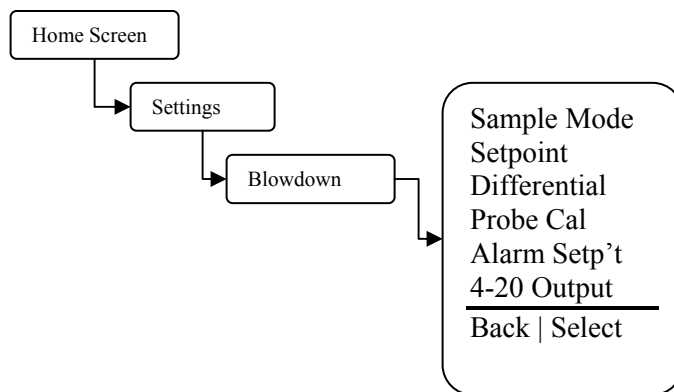 Home Screen
Settings
Blowdown
Sample Mode
Setpoint
Differential
Probe Cal
Alarm Setp’t
4-20 Output
Back | Select